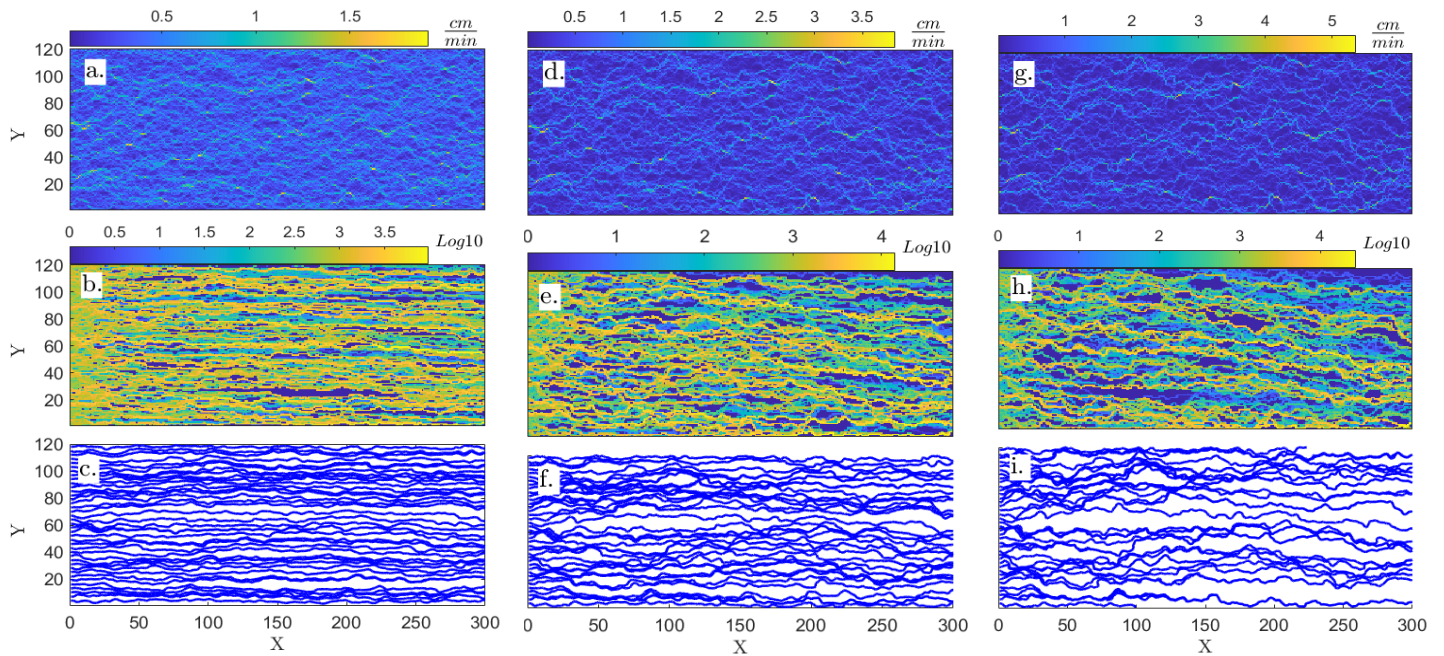 0.5 1 1.5 cm/min
120
100
80
60
40
20
Y
a.
0.5 1 1.5 2 2.5 3 3.5 cm/min
d.
1 2 3 4 5 cm/min
g.
0 0.5 1 1.5 2 2.5 3 3.5 Log10
120
100
80
60
40
20
Y
b.
0 1 2 3 4 Log10
e.
0 1 2 3 4 Log10
h.
120
100
80
60
40
20
Y
c.
0 50 100 150 200 250 300
X
f.
0 50 100 150 200 250 300
X
i.
0 50 100 150 200 250 300
X